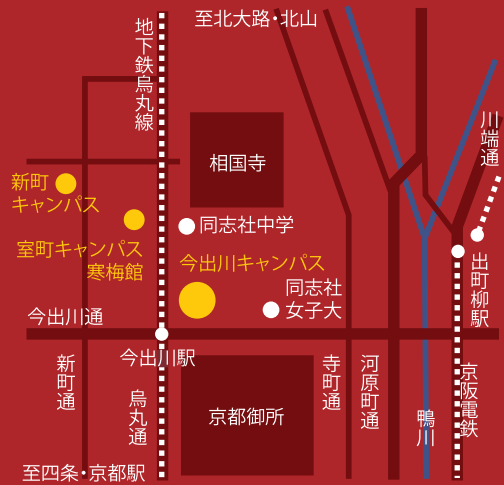 至北大路・北山
地下鉄烏丸線
川端通
相国寺
新町
キャンパス
同志社中学
室町キャンパス
寒梅館
今出川キャンパス
出町柳駅
同志社
女子大
今出川通
今出川駅
新町通
烏丸通
寺町通
河原町通
京阪電鉄
京都御所
鴨川
至四条・京都駅